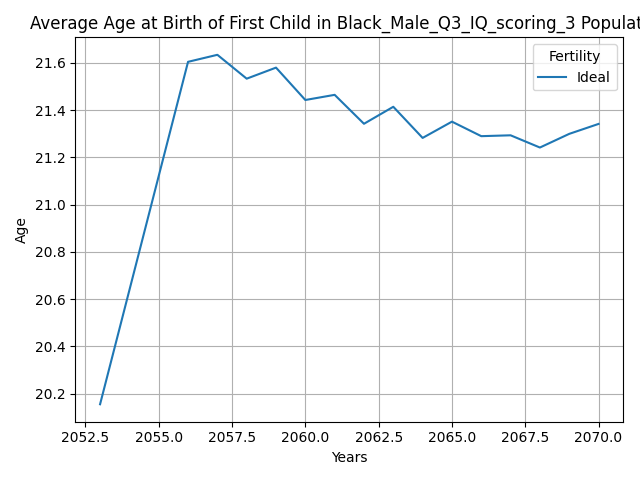 Average Age at Birth of First Child in Black_Male_Q3_IQ_scoring_3 Populat
21.6
21.4
21.2
21.0
20.8
20.6
20.4
20.2
Age
Fertility
Ideal
2052.5 2055.0 2057.5 2060.0 2062.5 2065.0 2067.5 2070.0
Years